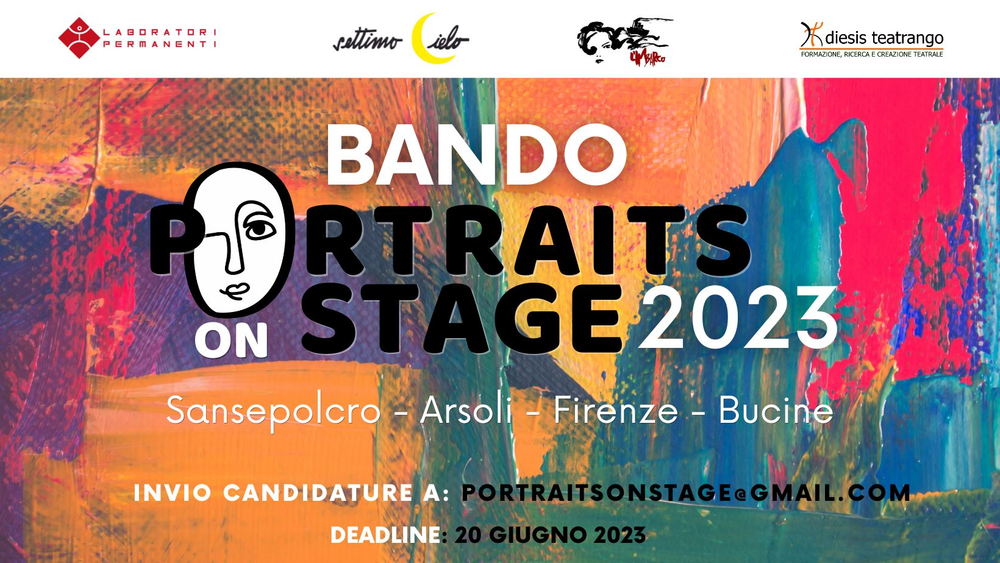 LABORATORI
PERMANENTI
settimo Cielo
L'IMBARCO
diesis teatrango
FORMAZIONE, RICERCA E CREAZIONE TEATRALE
BANDO
PORTRAITS
ON STAGE 2023
Sansepolcro - Arsoli - Firenze - Bucine
INVIO CANDIDATURE A: PORTRAITSONSTAGE@GMAIL.COM
DEADLINE: 20 GIUGNO 2023